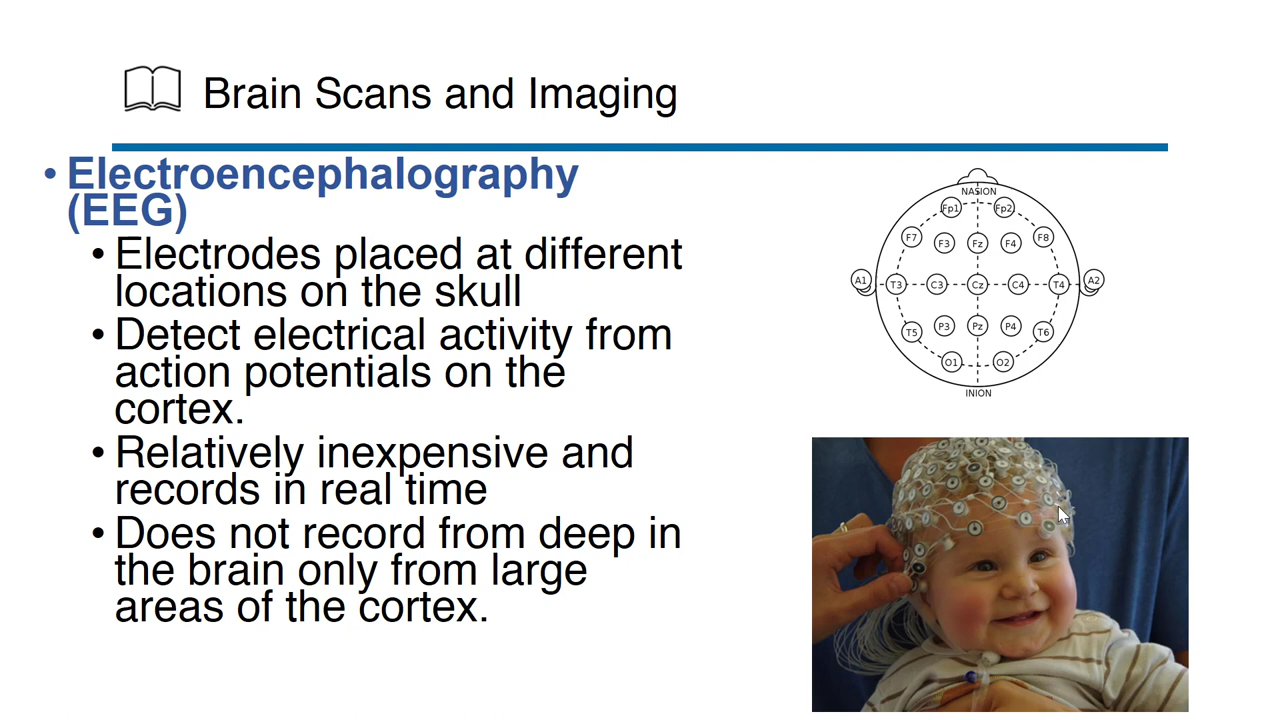 Brain Scans and Imaging
• Electroencephalography
(EEG)
• Electrodes placed at different
locations on the skull
• Detect electrical activity from
action potentials on the
cortex.
• Relatively inexpensive and
records in real time
• Does not record from deep in
the brain only from large
areas of the cortex.
NASION
Fp1 Fp2
F7 F3 Fz F4 F8
A1 T3 C3 Cz C4 T4 A2
T5 P3 Pz P4 T6
O1 O2
INION